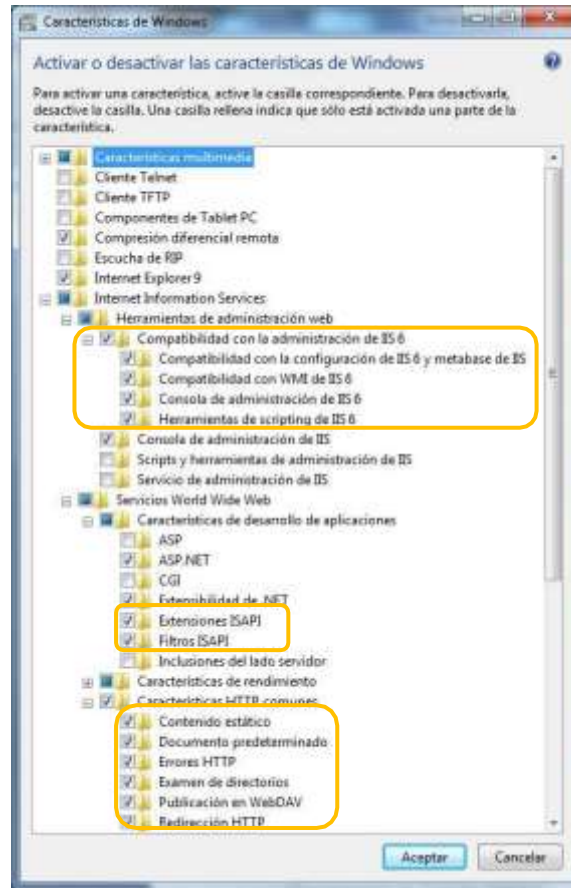 Características de Windows
Activar o desactivar las características de Windows
Para activar una característica, active la casilla correspondiente. Para desactivarla,
desactive la casilla. Una casilla rellena indica que sólo está activada una parte de la
característica.
Características multimedia
Cliente Telnet
Cliente TFTP
Componentes de Tablet PC
Compresión diferencial remota
Escucha de RIP
Internet Explorer 9
Internet Information Services
Herramientas de administración web
Compatibilidad con la administración de IIS 6
Compatibilidad con la configuración de IIS 6 y metabase de IIS
Compatibilidad con WMI de IIS 6
Consola de administración de IIS 6
Herramientas de scripting de IIS 6
Consola de administración de IIS
Scripts y herramientas de administración de IIS
Servicio de administración de IIS
Servicios World Wide Web
Características de desarrollo de aplicaciones
ASP
ASP.NET
CGI
Extensibilidad de .NET
Extensiones ISAPI
Filtros ISAPI
Inclusiones del lado servidor
Características de rendimiento
Características HTTP comunes
Contenido estático
Documento predeterminado
Errores HTTP
Examen de directorios
Publicación en WebDAV
Redirección HTTP
Aceptar Cancelar